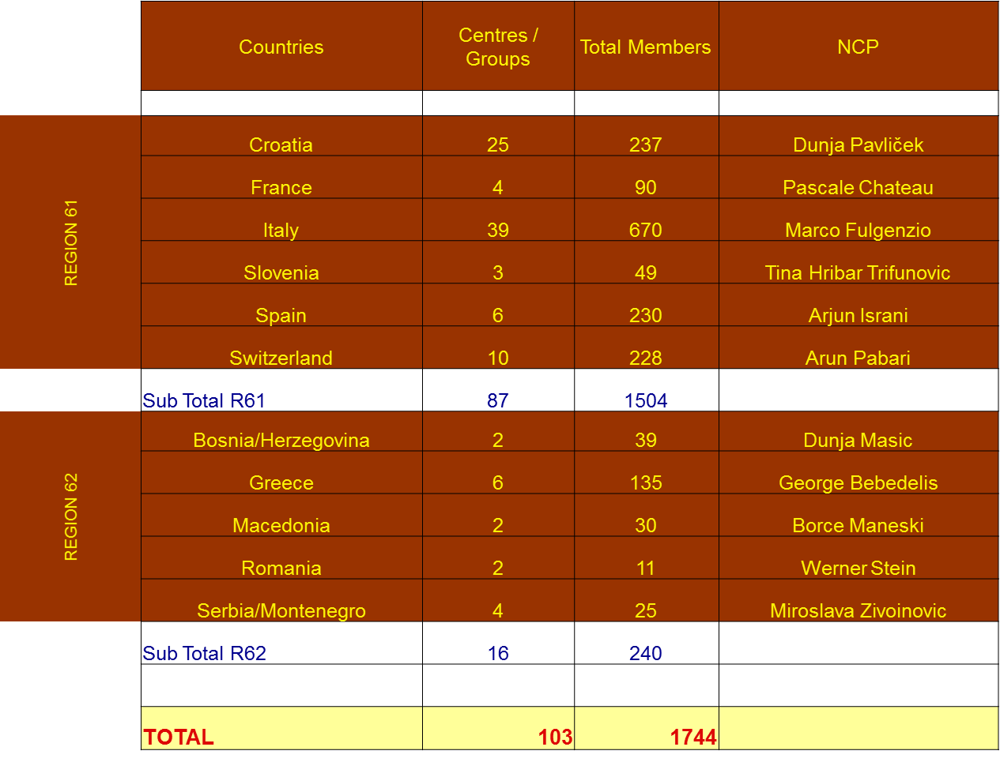 Countries Centres / Groups Total Members NCP
REGION 61
Croatia 25 237 Dunja Pavliček
France 4 90 Pascale Chateau
Italy 39 670 Marco Fulgenzio
Slovenia 3 49 Tina Hribar Trifunovic
Spain 6 230 Arjun Israni
Switzerland 10 228 Arun Pabari
Sub Total R61 87 1504
REGION 62
Bosnia/Herzegovina 2 39 Dunja Masic
Greece 6 135 George Bebedelis
Macedonia 2 30 Borce Maneski
Romania 2 11 Werner Stein
Serbia/Montenegro 4 25 Miroslava Zivoinovic
Sub Total R62 16 240
TOTAL 103 1744